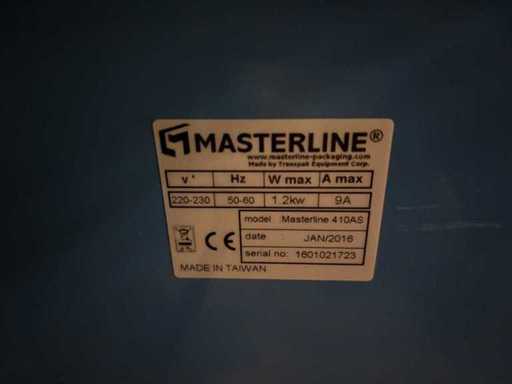 MASTERLINE®
www.masterline-packaging.com
Made by Transpak Equipment Corp.
v~ Hz W max A max
220-230 50-60 1.2kw 9A
model : Masterline 410AS
date : JAN/2016
serial no: 1601021723
CE
MADE IN TAIWAN